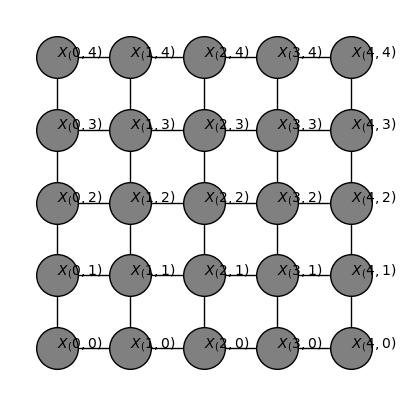 X(0, 4) X(1, 4) X(2, 4) X(3, 4) X(4, 4)
X(0, 3) X(1, 3) X(2, 3) X(3, 3) X(4, 3)
X(0, 2) X(1, 2) X(2, 2) X(3, 2) X(4, 2)
X(0, 1) X(1, 1) X(2, 1) X(3, 1) X(4, 1)
X(0, 0) X(1, 0) X(2, 0) X(3, 0) X(4, 0)